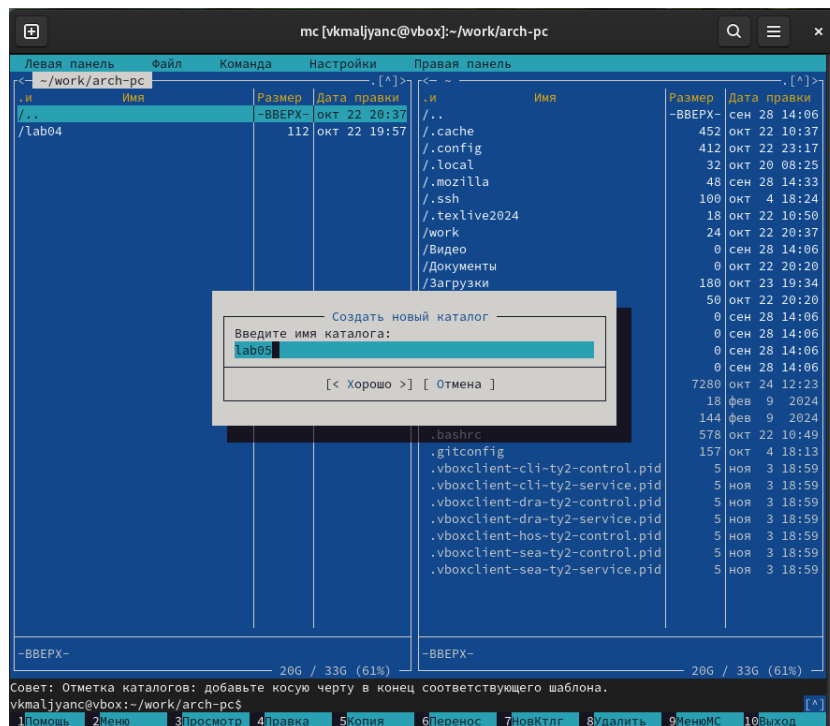 mc [vkmaljyanc@vbox]:~/work/arch-pc
Левая панель Файл Команда Настройки Правая панель
<— ~/work/arch-pc .[^]>
.и Имя Размер Дата правки
/.. -ВВЕРХ- окт 22 20:37
/lab04 112 окт 22 19:57
-ВВЕРХ-
20G / 33G (61%)
<— ~ .[^]>
.и Имя Размер Дата правки
/.. -ВВЕРХ- сен 28 14:06
/.cache 452 окт 22 10:37
/.config 412 окт 22 23:17
/.local 32 окт 20 08:25
/.mozilla 48 сен 28 14:33
/.ssh 100 окт 4 18:24
/.texlive2024 18 окт 22 10:50
/work 24 окт 22 20:37
/Видео 0 сен 28 14:06
/Документы 0 окт 22 20:20
/Загрузки 180 окт 23 19:34
50 окт 22 20:20
0 сен 28 14:06
0 сен 28 14:06
0 сен 28 14:06
0 сен 28 14:06
7280 окт 24 12:23
18 фев 9 2024
144 фев 9 2024
.bashrc 578 окт 22 10:49
.gitconfig 157 окт 4 18:13
.vboxclient-cli~ty2-control.pid 5 ноя 3 18:59
.vboxclient-cli~ty2-service.pid 5 ноя 3 18:59
.vboxclient-dra~ty2-control.pid 5 ноя 3 18:59
.vboxclient-dra~ty2-service.pid 5 ноя 3 18:59
.vboxclient-hos~ty2-control.pid 5 ноя 3 18:59
.vboxclient-sea~ty2-control.pid 5 ноя 3 18:59
.vboxclient-sea~ty2-service.pid 5 ноя 3 18:59
-ВВЕРХ-
20G / 33G (61%)
Создать новый каталог
Введите имя каталога:
lab05
[< Хорошо >] [ Отмена ]
Совет: Отметка каталогов: добавьте косую черту в конец соответствующего шаблона.
vkmaljyanc@vbox:~/work/arch-pc$ [^]
1Помощь 2Меню 3Просмотр 4Правка 5Копия 6Перенос 7НовКтлг 8Удалить 9МенюМС 10Выход